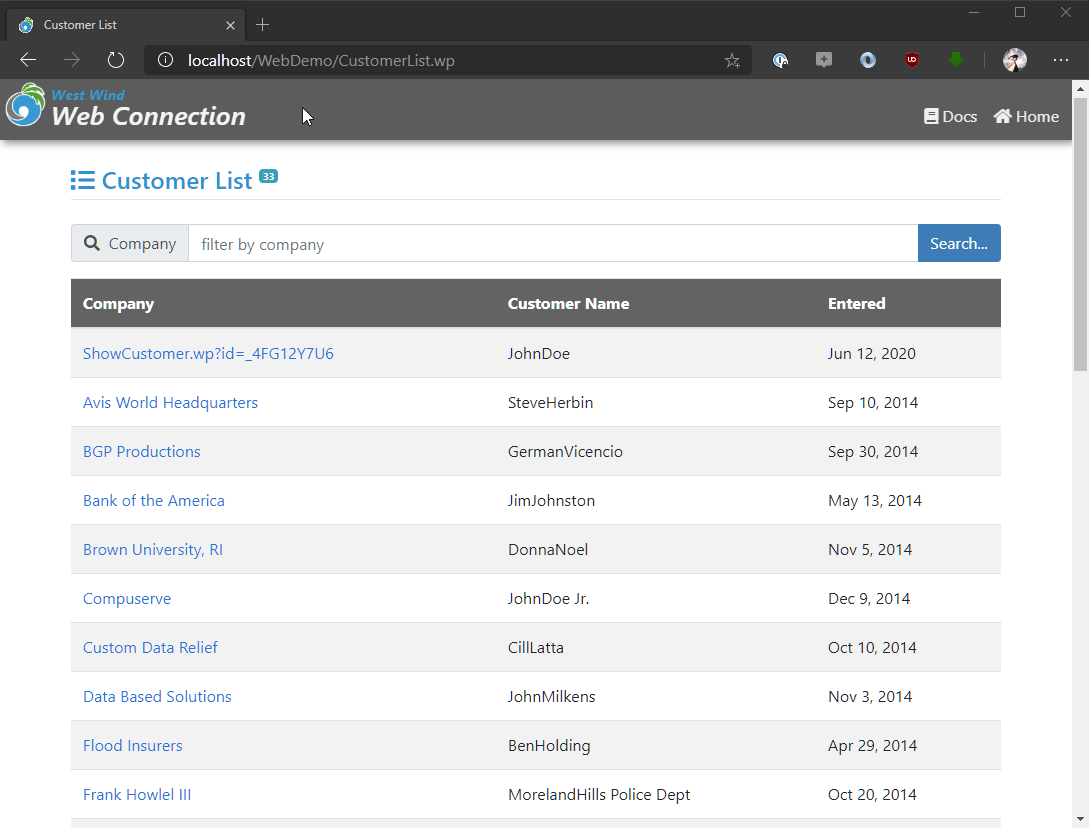 Customer List
localhost/WebDemo/CustomerList.wp
West Wind
Web Connection
Docs Home
Customer List 33
Company filter by company Search...
Company Customer Name Entered
ShowCustomer.wp?id=_4FG12Y7U6 JohnDoe Jun 12, 2020
Avis World Headquarters SteveHerbin Sep 10, 2014
BGP Productions GermanVicencio Sep 30, 2014
Bank of the America JimJohnston May 13, 2014
Brown University, RI DonnaNoel Nov 5, 2014
Compuserve JohnDoe Jr. Dec 9, 2014
Custom Data Relief CillLatta Oct 10, 2014
Data Based Solutions JohnMilkens Nov 3, 2014
Flood Insurers BenHolding Apr 29, 2014
Frank Howlel III MorelandHills Police Dept Oct 20, 2014